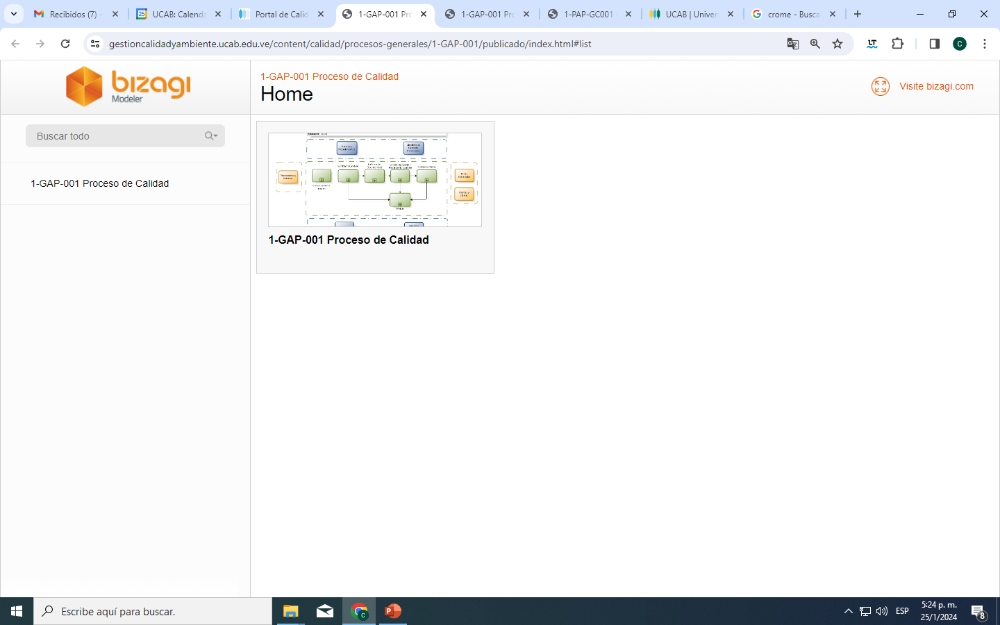 Recibidos (7) -
UCAB: Calenda
Portal de Calid
1-GAP-001 Pro
1-GAP-001 Pro
1-PAP-GC001
UCAB | Univer
crome - Busca
gestioncalidadyambiente.ucab.edu.ve/content/calidad/procesos-generales/1-GAP-001/publicado/index.html#list
bizagi
Modeler
1-GAP-001 Proceso de Calidad
Home
Visite bizagi.com
Buscar todo
1-GAP-001 Proceso de Calidad
1-GAP-001 Proceso de Calidad
Escribe aquí para buscar.
ESP
5:24 p. m.
25/1/2024
8